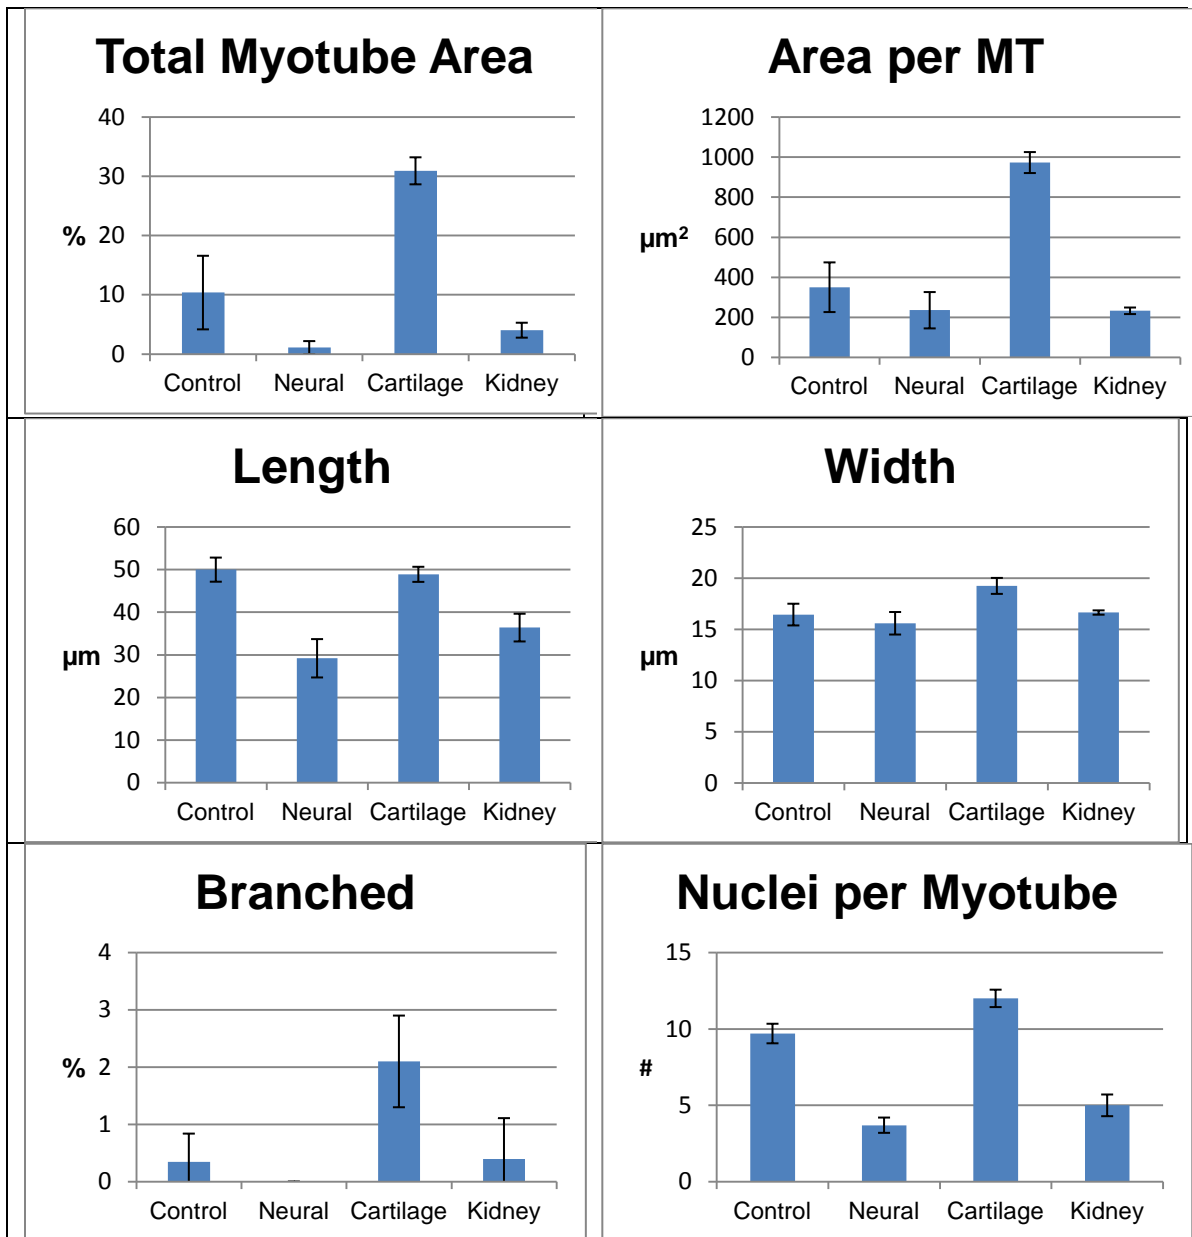 Total Myotube Area
40
30
20
10
0
%
Control Neural Cartilage Kidney
Area per MT
1200
1000
800
600
400
200
0
µm²
Control Neural Cartilage Kidney
Length
60
50
40
30
20
10
0
µm
Control Neural Cartilage Kidney
Width
25
20
15
10
5
0
µm
Control Neural Cartilage Kidney
Branched
4
3
2
1
0
%
Control Neural Cartilage Kidney
Nuclei per Myotube
15
10
5
0
#
Control Neural Cartilage Kidney